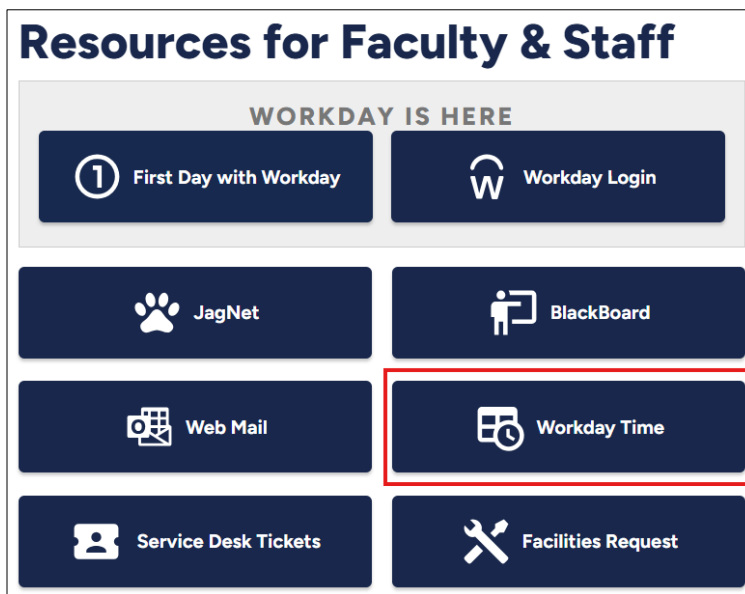 Resources for Faculty & Staff
WORKDAY IS HERE
First Day with Workday
Workday Login
JagNet
BlackBoard
Web Mail
Workday Time
Service Desk Tickets
Facilities Request